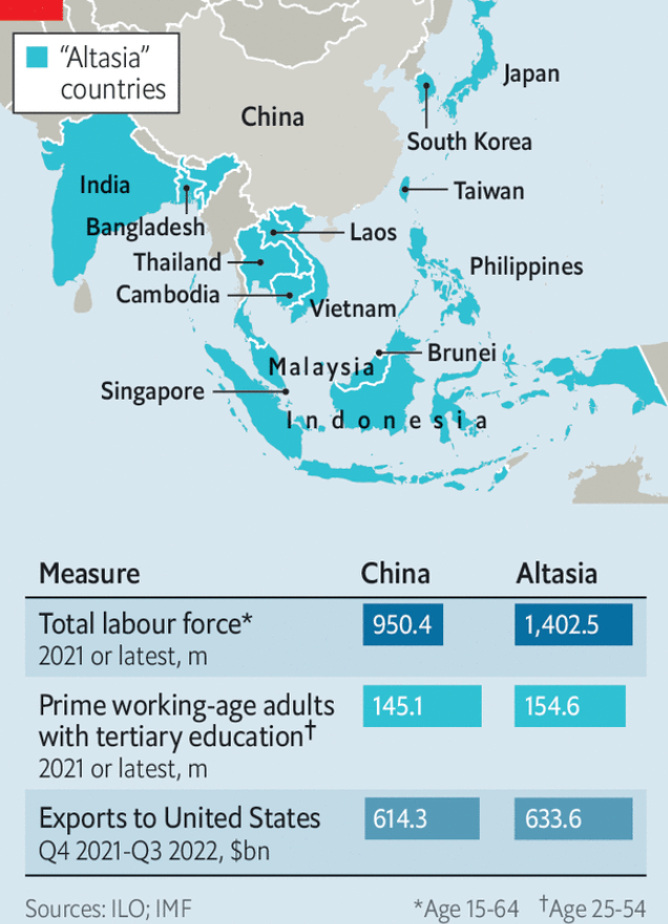 “Altasia”
countries
Japan
China
South Korea
India
Taiwan
Bangladesh
Laos
Thailand
Philippines
Cambodia
Vietnam
Brunei
Malaysia
Singapore
Indonesia
Measure China Altasia
Total labour force* 950.4 1,402.5
2021 or latest, m
Prime working-age adults 145.1 154.6
with tertiary education†
2021 or latest, m
Exports to United States 614.3 633.6
Q4 2021-Q3 2022, $bn
Sources: ILO; IMF *Age 15-64 †Age 25-54